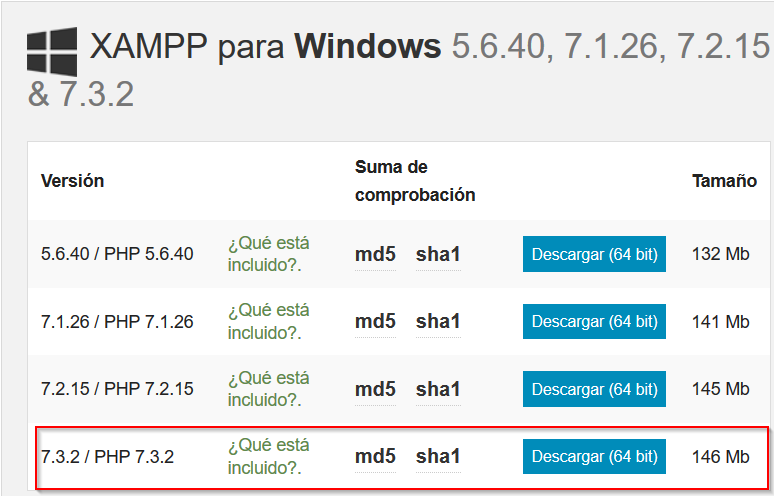 XAMPP para Windows 5.6.40, 7.1.26, 7.2.15
& 7.3.2
Versión
Suma de
comprobación
Tamaño
5.6.40 / PHP 5.6.40
¿Qué está
incluido?.
md5 sha1
Descargar (64 bit)
132 Mb
7.1.26 / PHP 7.1.26
¿Qué está
incluido?.
md5 sha1
Descargar (64 bit)
141 Mb
7.2.15 / PHP 7.2.15
¿Qué está
incluido?.
md5 sha1
Descargar (64 bit)
145 Mb
7.3.2 / PHP 7.3.2
¿Qué está
incluido?.
md5 sha1
Descargar (64 bit)
146 Mb